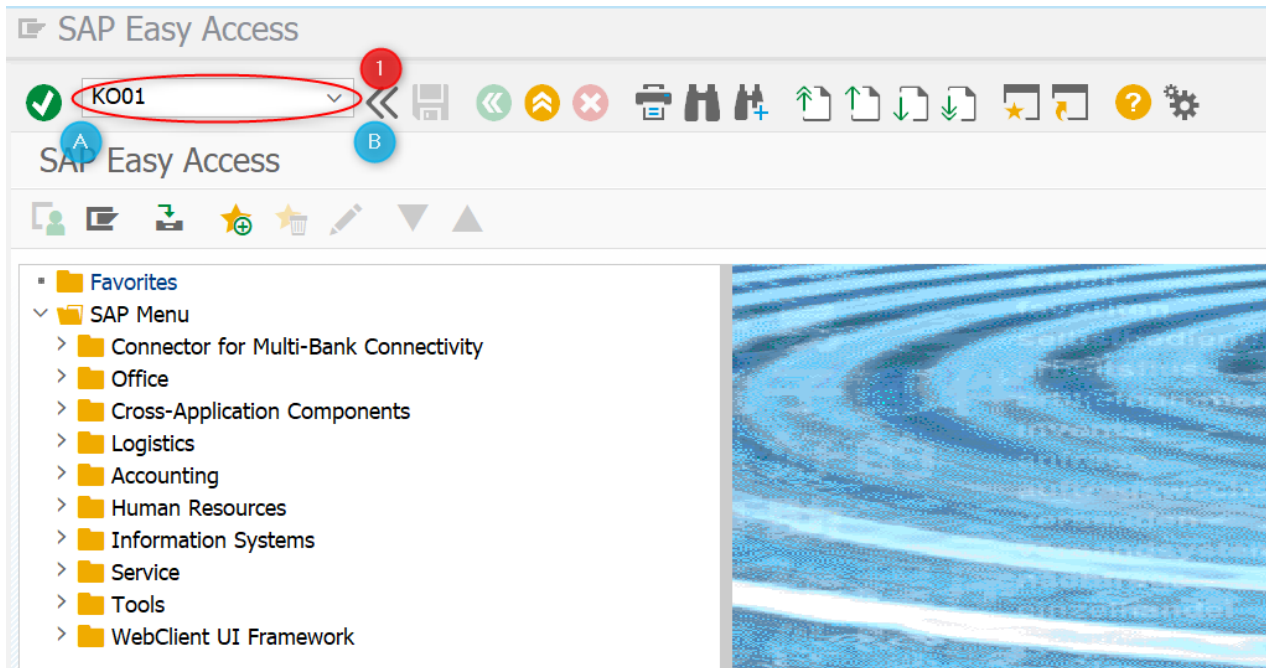 SAP Easy Access
1
KO01
A
B
SAP Easy Access
Favorites
SAP Menu
Connector for Multi-Bank Connectivity
Office
Cross-Application Components
Logistics
Accounting
Human Resources
Information Systems
Service
Tools
WebClient UI Framework